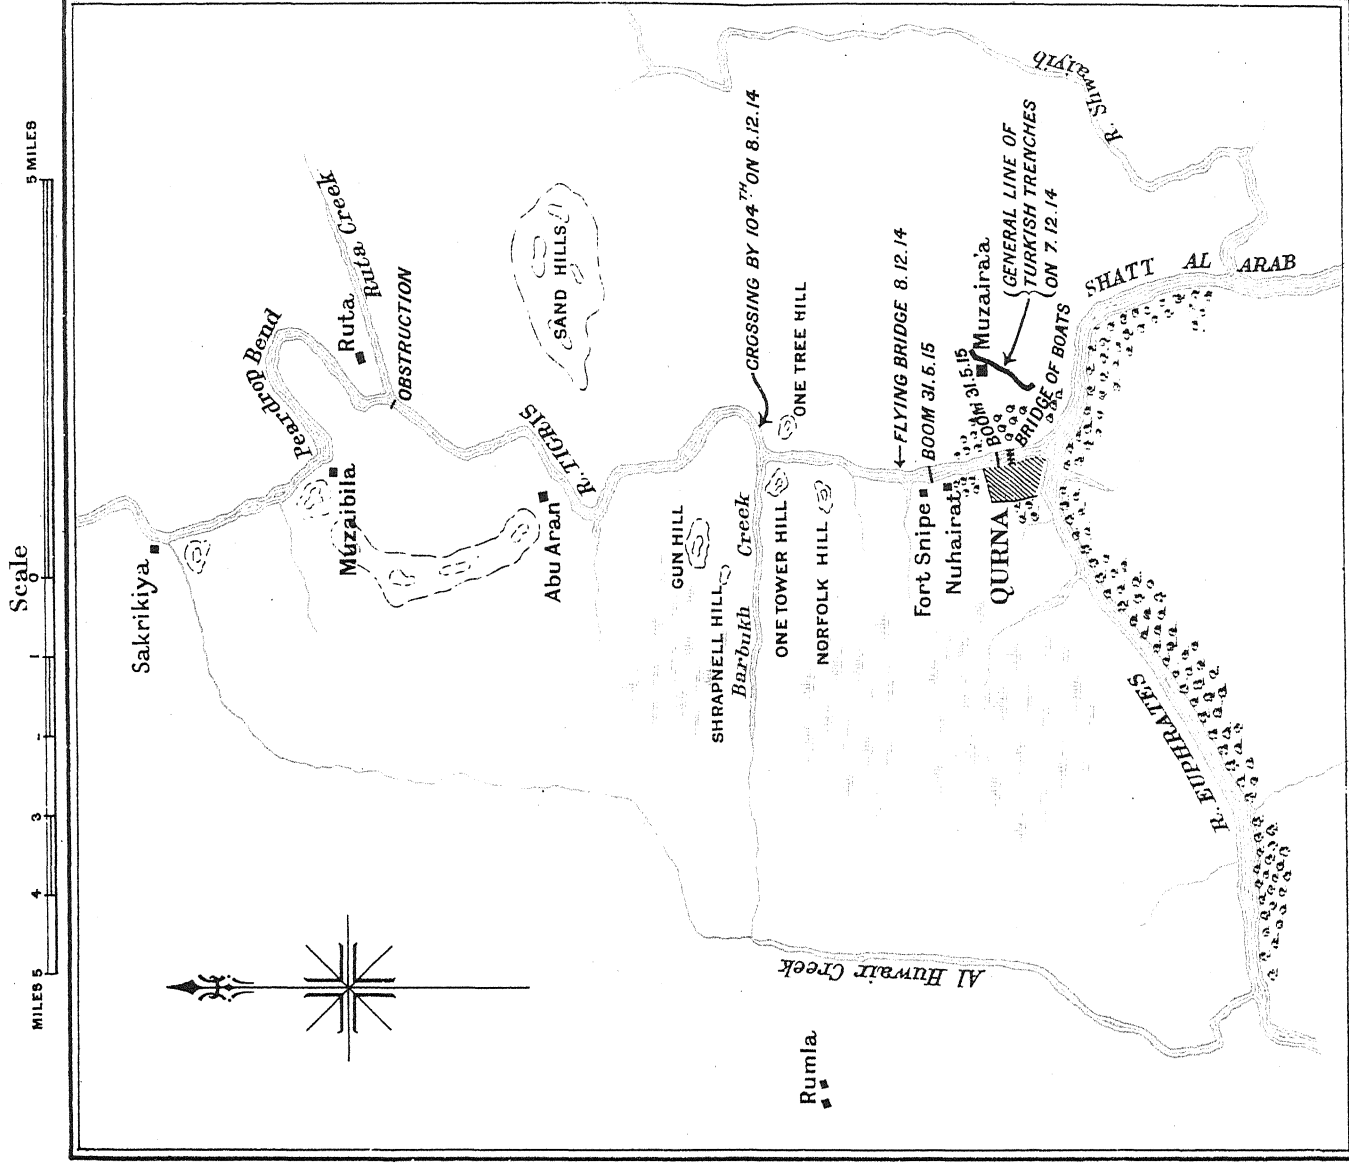 Scale
MILES 5
4
3
1
1
0
5 MILES
Sakrikiya
Peardrop Bend
Muzaibila
Ruta
Ruta Creek
OBSTRUCTION
SAND HILLS
R. TIGRIS
Abu Aran
GUN HILL
SHRAPNELL HILL
Barbukh Creek
CROSSING BY 104TH ON 8.12.14
ONE TREE HILL
ONE TOWER HILL
NORFOLK HILL
←FLYING BRIDGE 8.12.14
BOOM 31.5.15
Fort Snipe
Nuhairat
BOOM 31.5.15
Muzaira'a
GENERAL LINE OF
TURKISH TRENCHES
ON 7.12.14
BRIDGE OF BOATS
QURNA
SHATT AL ARAB
R. Shwaiyib
R. EUPHRATES
Al Huwair Creek
Rumla